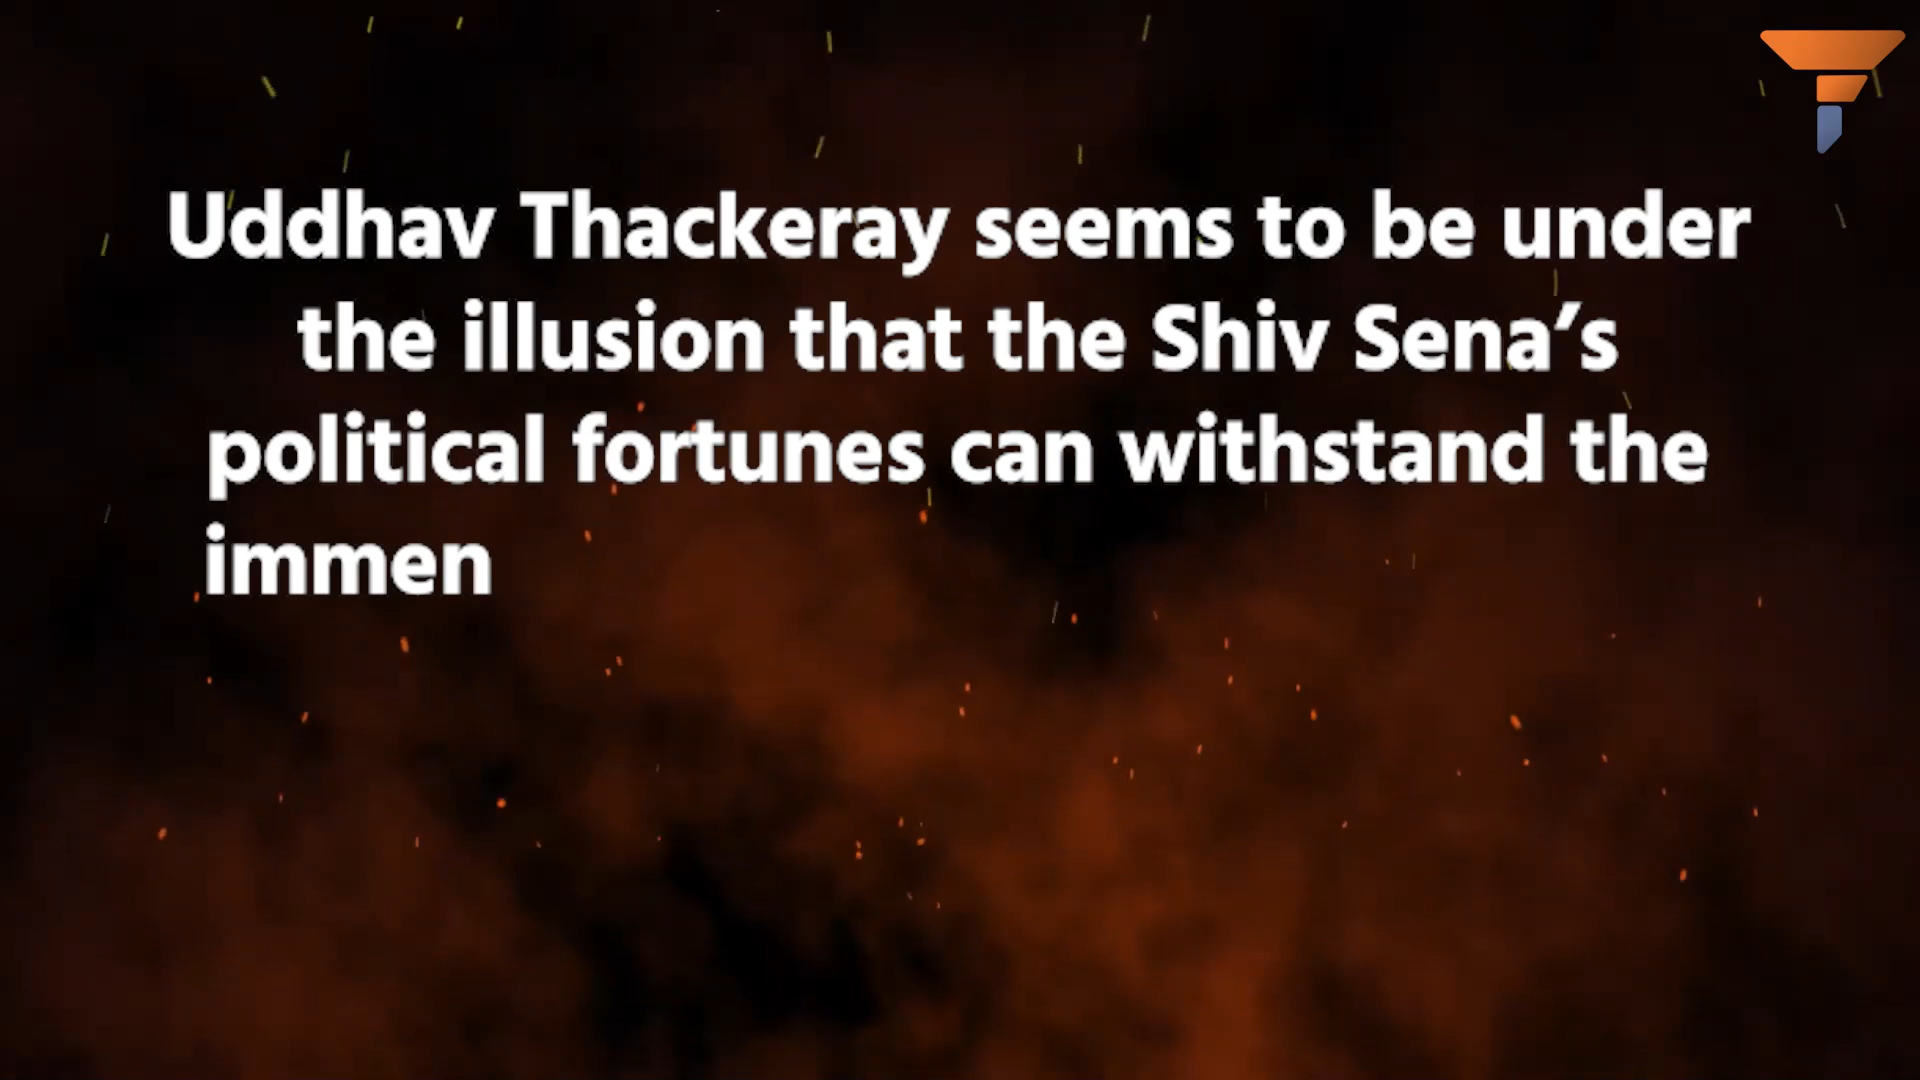 Uddhav Thackeray seems to be under
the illusion that the Shiv Sena’s
political fortunes can withstand the
immen